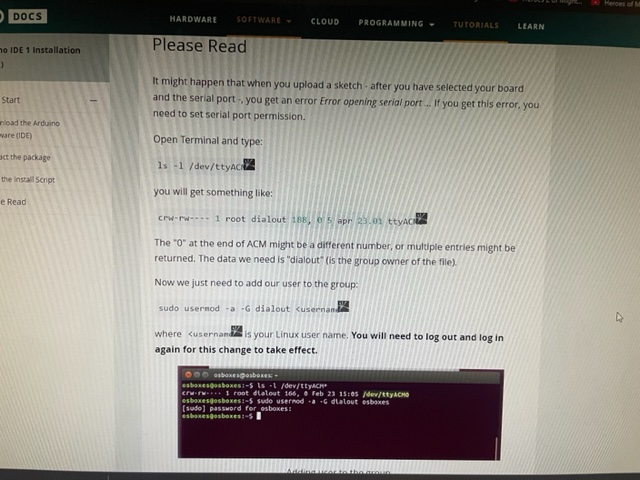 DOCS
HARDWARE SOFTWARE CLOUD PROGRAMMING TUTORIALS LEARN
Heroes of M
IDE 1 Installation
)
Start
nload the Arduino
ware (IDE)
act the package
the Install Script
e Read
Please Read
It might happen that when you upload a sketch - after you have selected your board
and the serial port -, you get an error Error opening serial port ... If you get this error, you
need to set serial port permission.
Open Terminal and type:
ls -l /dev/ttyAC
you will get something like:
crw-rw---- 1 root dialout 188, 0 5 apr 23.01 ttyAC
The "0" at the end of ACM might be a different number, or multiple entries might be
returned. The data we need is "dialout" (is the group owner of the file).
Now we just need to add our user to the group:
sudo usermod -a -G dialout <usernam
where <usernam is your Linux user name. You will need to log out and log in
again for this change to take effect.
osboxes@osboxes: ~
osboxes@osboxes:~$ ls -l /dev/ttyACM*
crw-rw---- 1 root dialout 166, 0 Feb 23 15:05 /dev/ttyACM0
osboxes@osboxes:~$ sudo usermod -a -G dialout osboxes
[sudo] password for osboxes:
osboxes@osboxes:~$
Adding user to the group